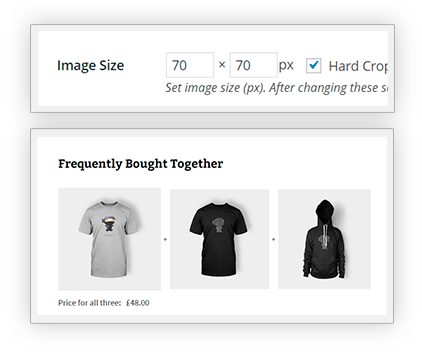 Image Size 70 × 70 px Hard Crop
Set image size (px). After changing these
Frequently Bought Together
+ +
Price for all three: £48.00